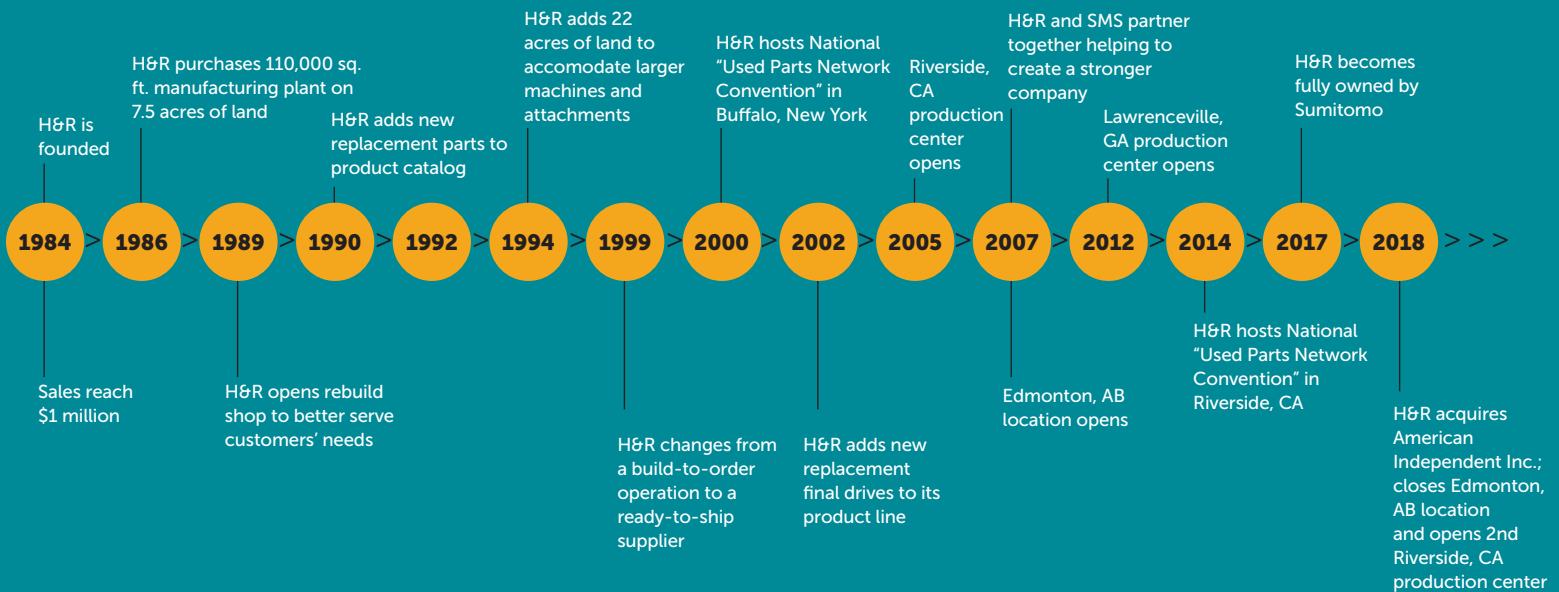 H&R is
founded
H&R purchases 110,000 sq.
ft. manufacturing plant on
7.5 acres of land
H&R adds new
replacement parts to
product catalog
H&R adds 22
acres of land to
accomodate larger
machines and
attachments
H&R hosts National
“Used Parts Network
Convention” in
Buffalo, New York
Riverside,
CA
production
center
opens
H&R and SMS partner
together helping to
create a stronger
company
Lawrenceville,
GA production
center opens
H&R becomes
fully owned by
Sumitomo
1984 > 1986 > 1989 > 1990 > 1992 > 1994 > 1999 > 2000 > 2002 > 2005 > 2007 > 2012 > 2014 > 2017 > 2018 > > >
Sales reach
$1 million
H&R opens rebuild
shop to better serve
customers’ needs
H&R changes from
a build-to-order
operation to a
ready-to-ship
supplier
H&R adds new
replacement
final drives to its
product line
Edmonton, AB
location opens
H&R hosts National
“Used Parts Network
Convention” in
Riverside, CA
H&R acquires
American
Independent Inc.;
closes Edmonton,
AB location
and opens 2nd
Riverside, CA
production center